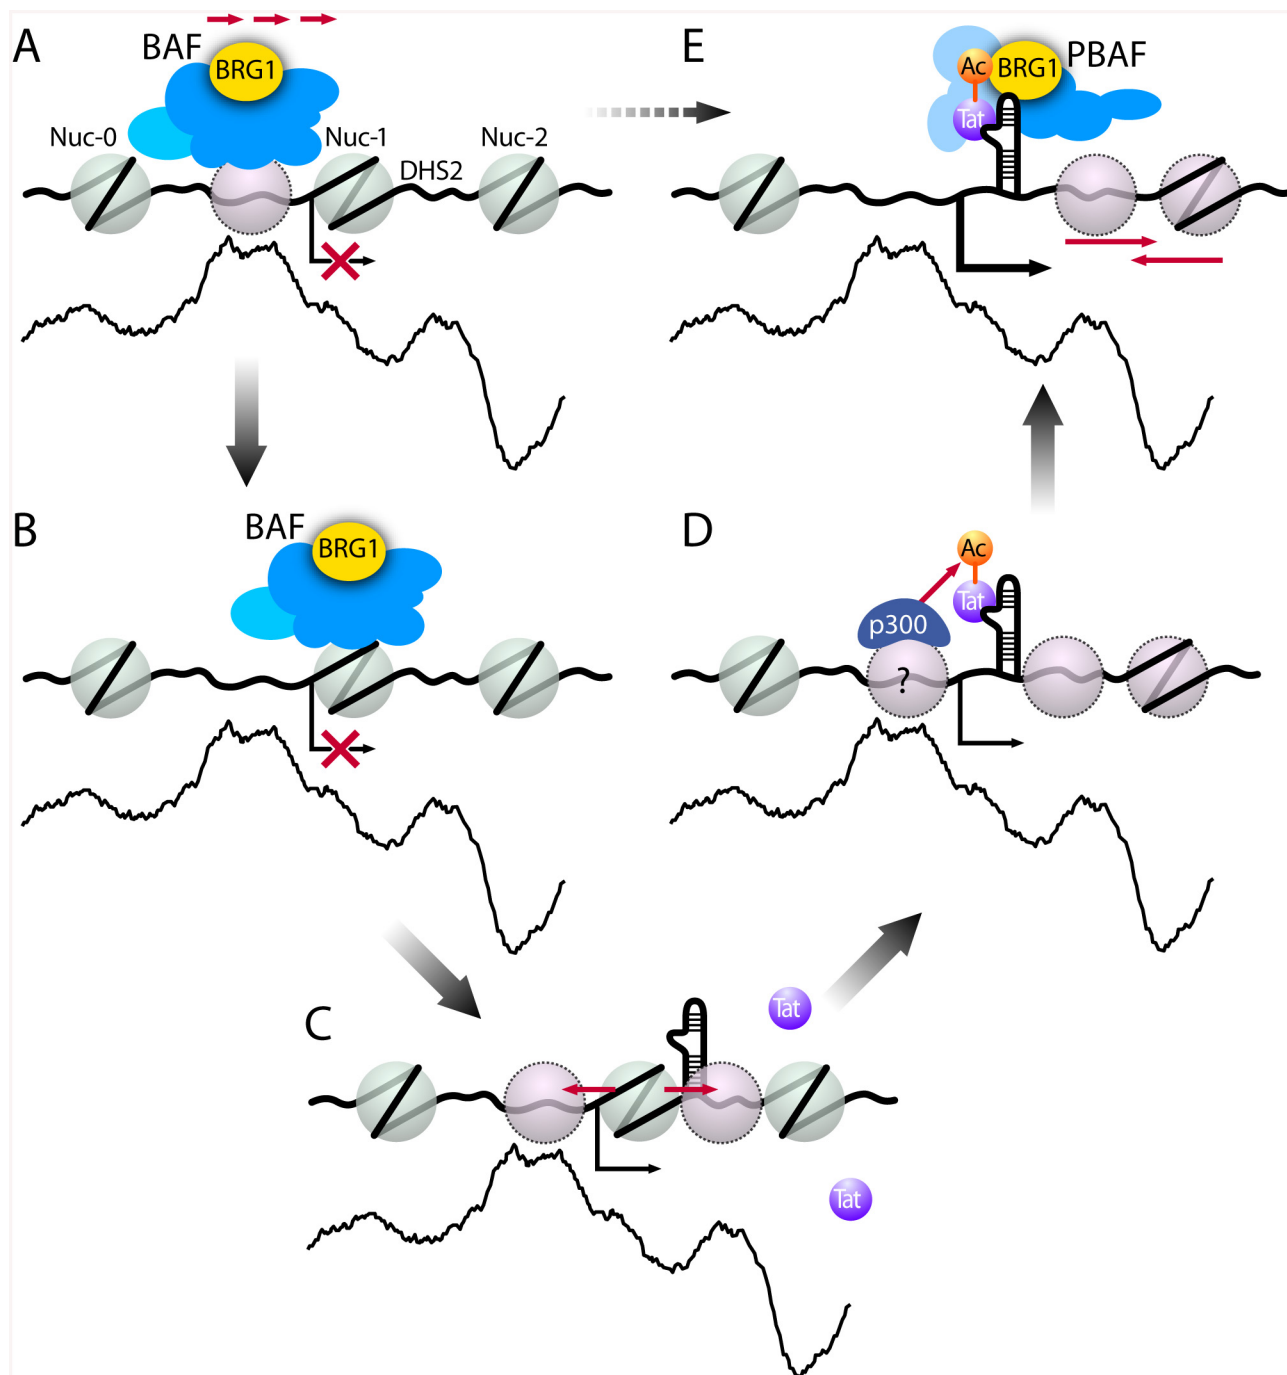 A
BAF
BRG1
Nuc-0
Nuc-1
Nuc-2
DHS2
E
Ac
BRG1
PBAF
Tat
B
BAF
BRG1
D
Ac
Tat
p300
?
C
Tat
Tat